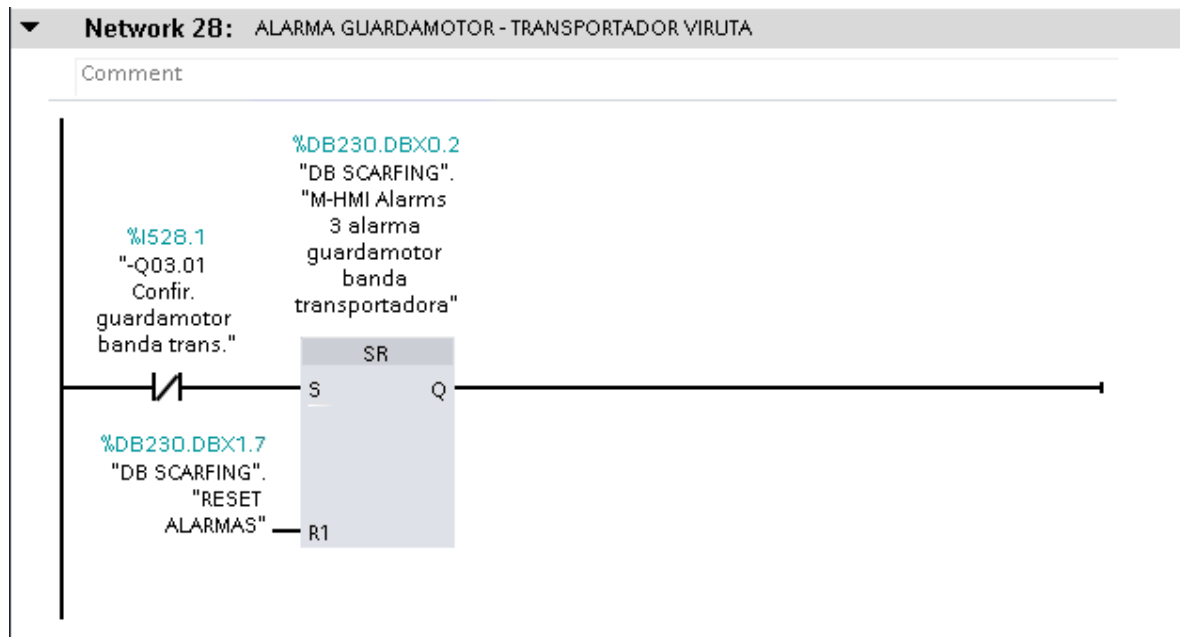 Network 28: ALARMA GUARDAMOTOR - TRANSPORTADOR VIRUTA
Comment
%DB230.DBX0.2
"DB SCARFING".
"M-HMI Alarms
3 alarma
guardamotor
banda
transportadora"
%I528.1
"-Q03.01
Confir.
guardamotor
banda trans."
SR
S Q
%DB230.DBX1.7
"DB SCARFING".
"RESET
ALARMAS"
R1